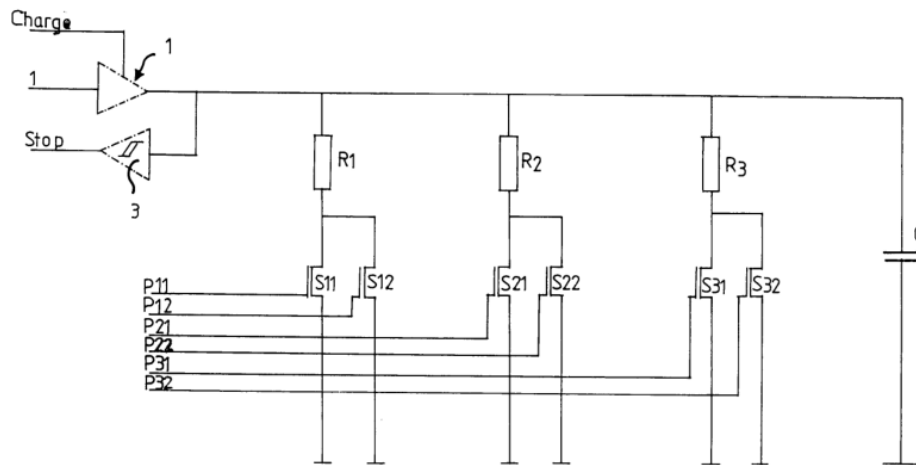 Charge
1
1
Stop
3
R1
R2
R3
S11
S12
S21
S22
S31
S32
P11
P12
P21
P22
P31
P32